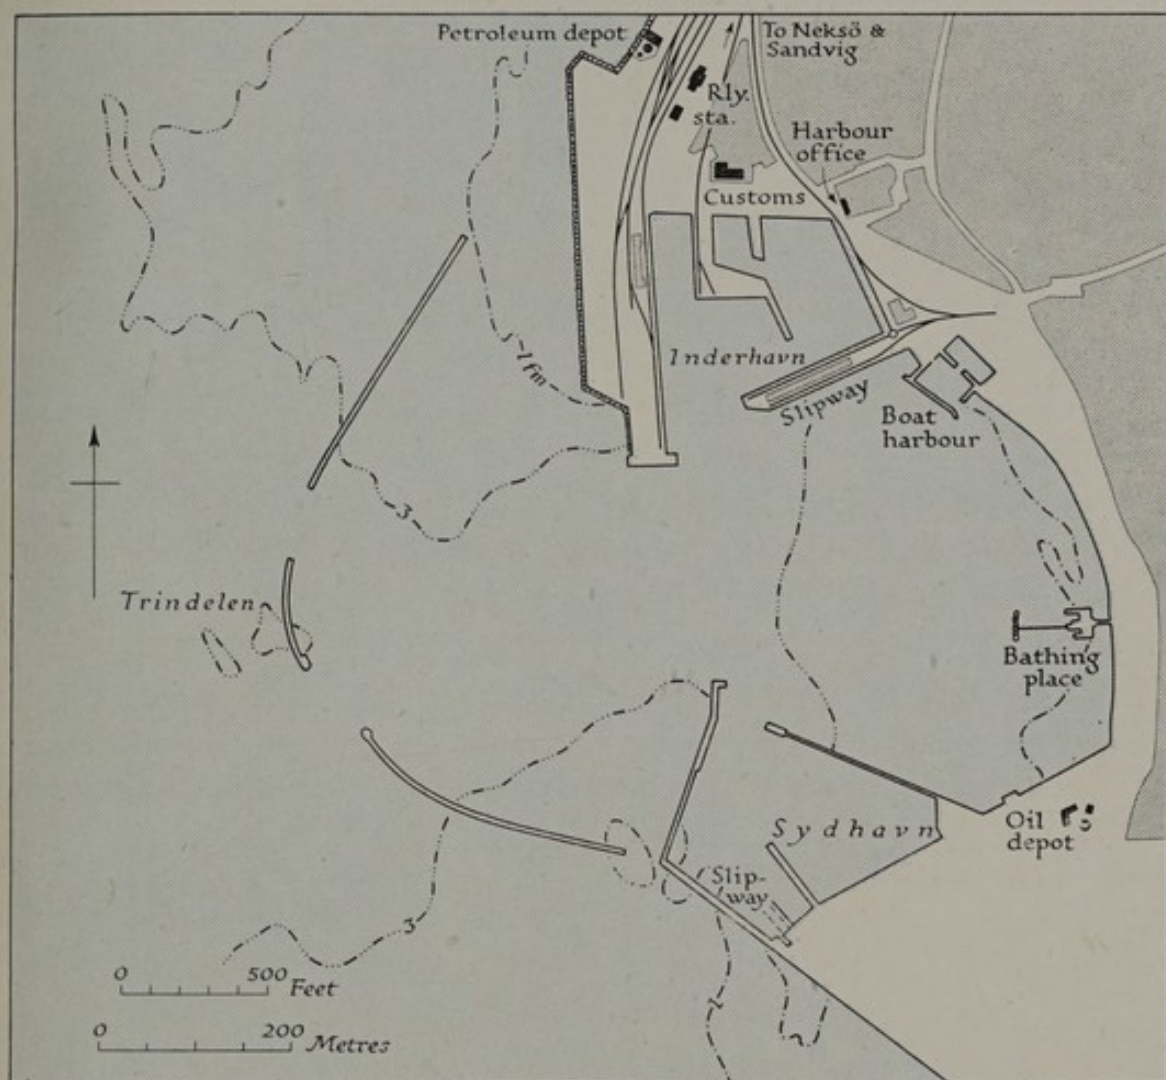 Petroleum depot
To Neksö &
Sandvig
Rly.
sta.
Harbour
office
Customs
1 fm
Inderhavn
Slipway
Boat
harbour
3
Trindelen
Bathing
place
Oil
depot
Sydhavn
Slip-
way
3
1
0 500 Feet
0 200 Metres